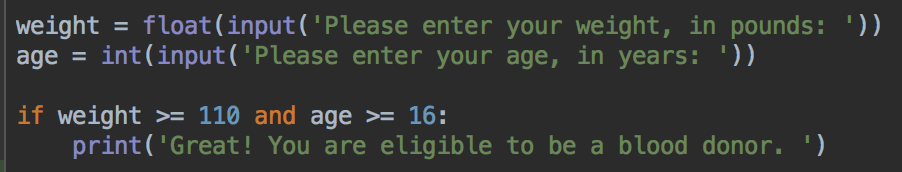 weight = float(input('Please enter your weight, in pounds: '))
age = int(input('Please enter your age, in years: '))
if weight >= 110 and age >= 16:
print('Great! You are eligible to be a blood donor. ')